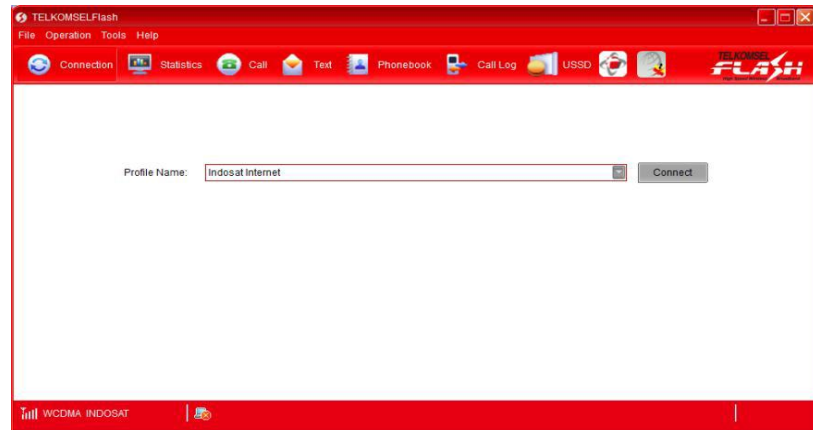 TELKOMSELFlash
File Operation Tools Help
Connection Statistics Call Text Phonebook Call Log USSD
TELKOMSEL
FLASH
Profile Name: Indosat Internet Connect
WCDMA INDOSAT